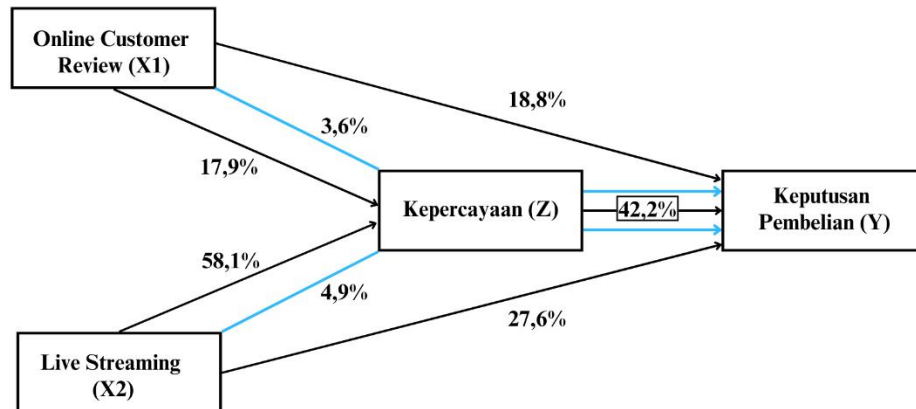 Online Customer
Review (X1)
18,8%
3,6%
17,9%
Kepercayaan (Z)
42,2%
Keputusan
Pembelian (Y)
58,1%
4,9%
27,6%
Live Streaming
(X2)